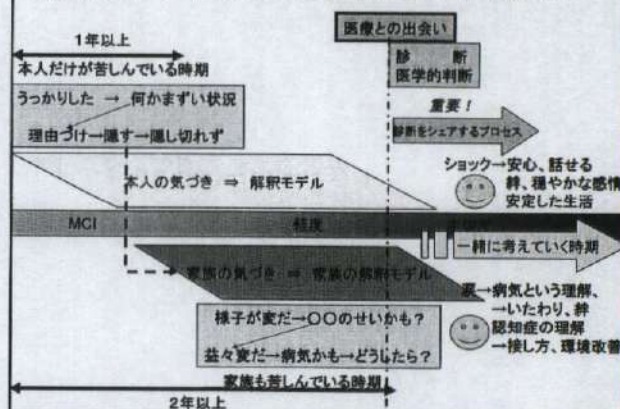 医療との出会い
1年以上
本人だけが苦しんでいる時期
診　断
医学的判断
うっかりした → 何かまずい状況
理由づけ→隠す→隠し切れず
重要！
診断をシェアするプロセス
本人の気づき ⇒ 解釈モデル
ショック→安心、話せる
絆、穏やかな感情
安定した生活
MCI
軽度
一緒に考えていく時期
家族の気づき ⇒ 家族の解釈モデル
涙→病気という理解、
→いたわり、絆
認知症の理解
→接し方、環境改善
様子が変だ→〇〇のせいかも？
益々変だ→病気かも→どうしたら？
家族も苦しんでいる時期
2年以上